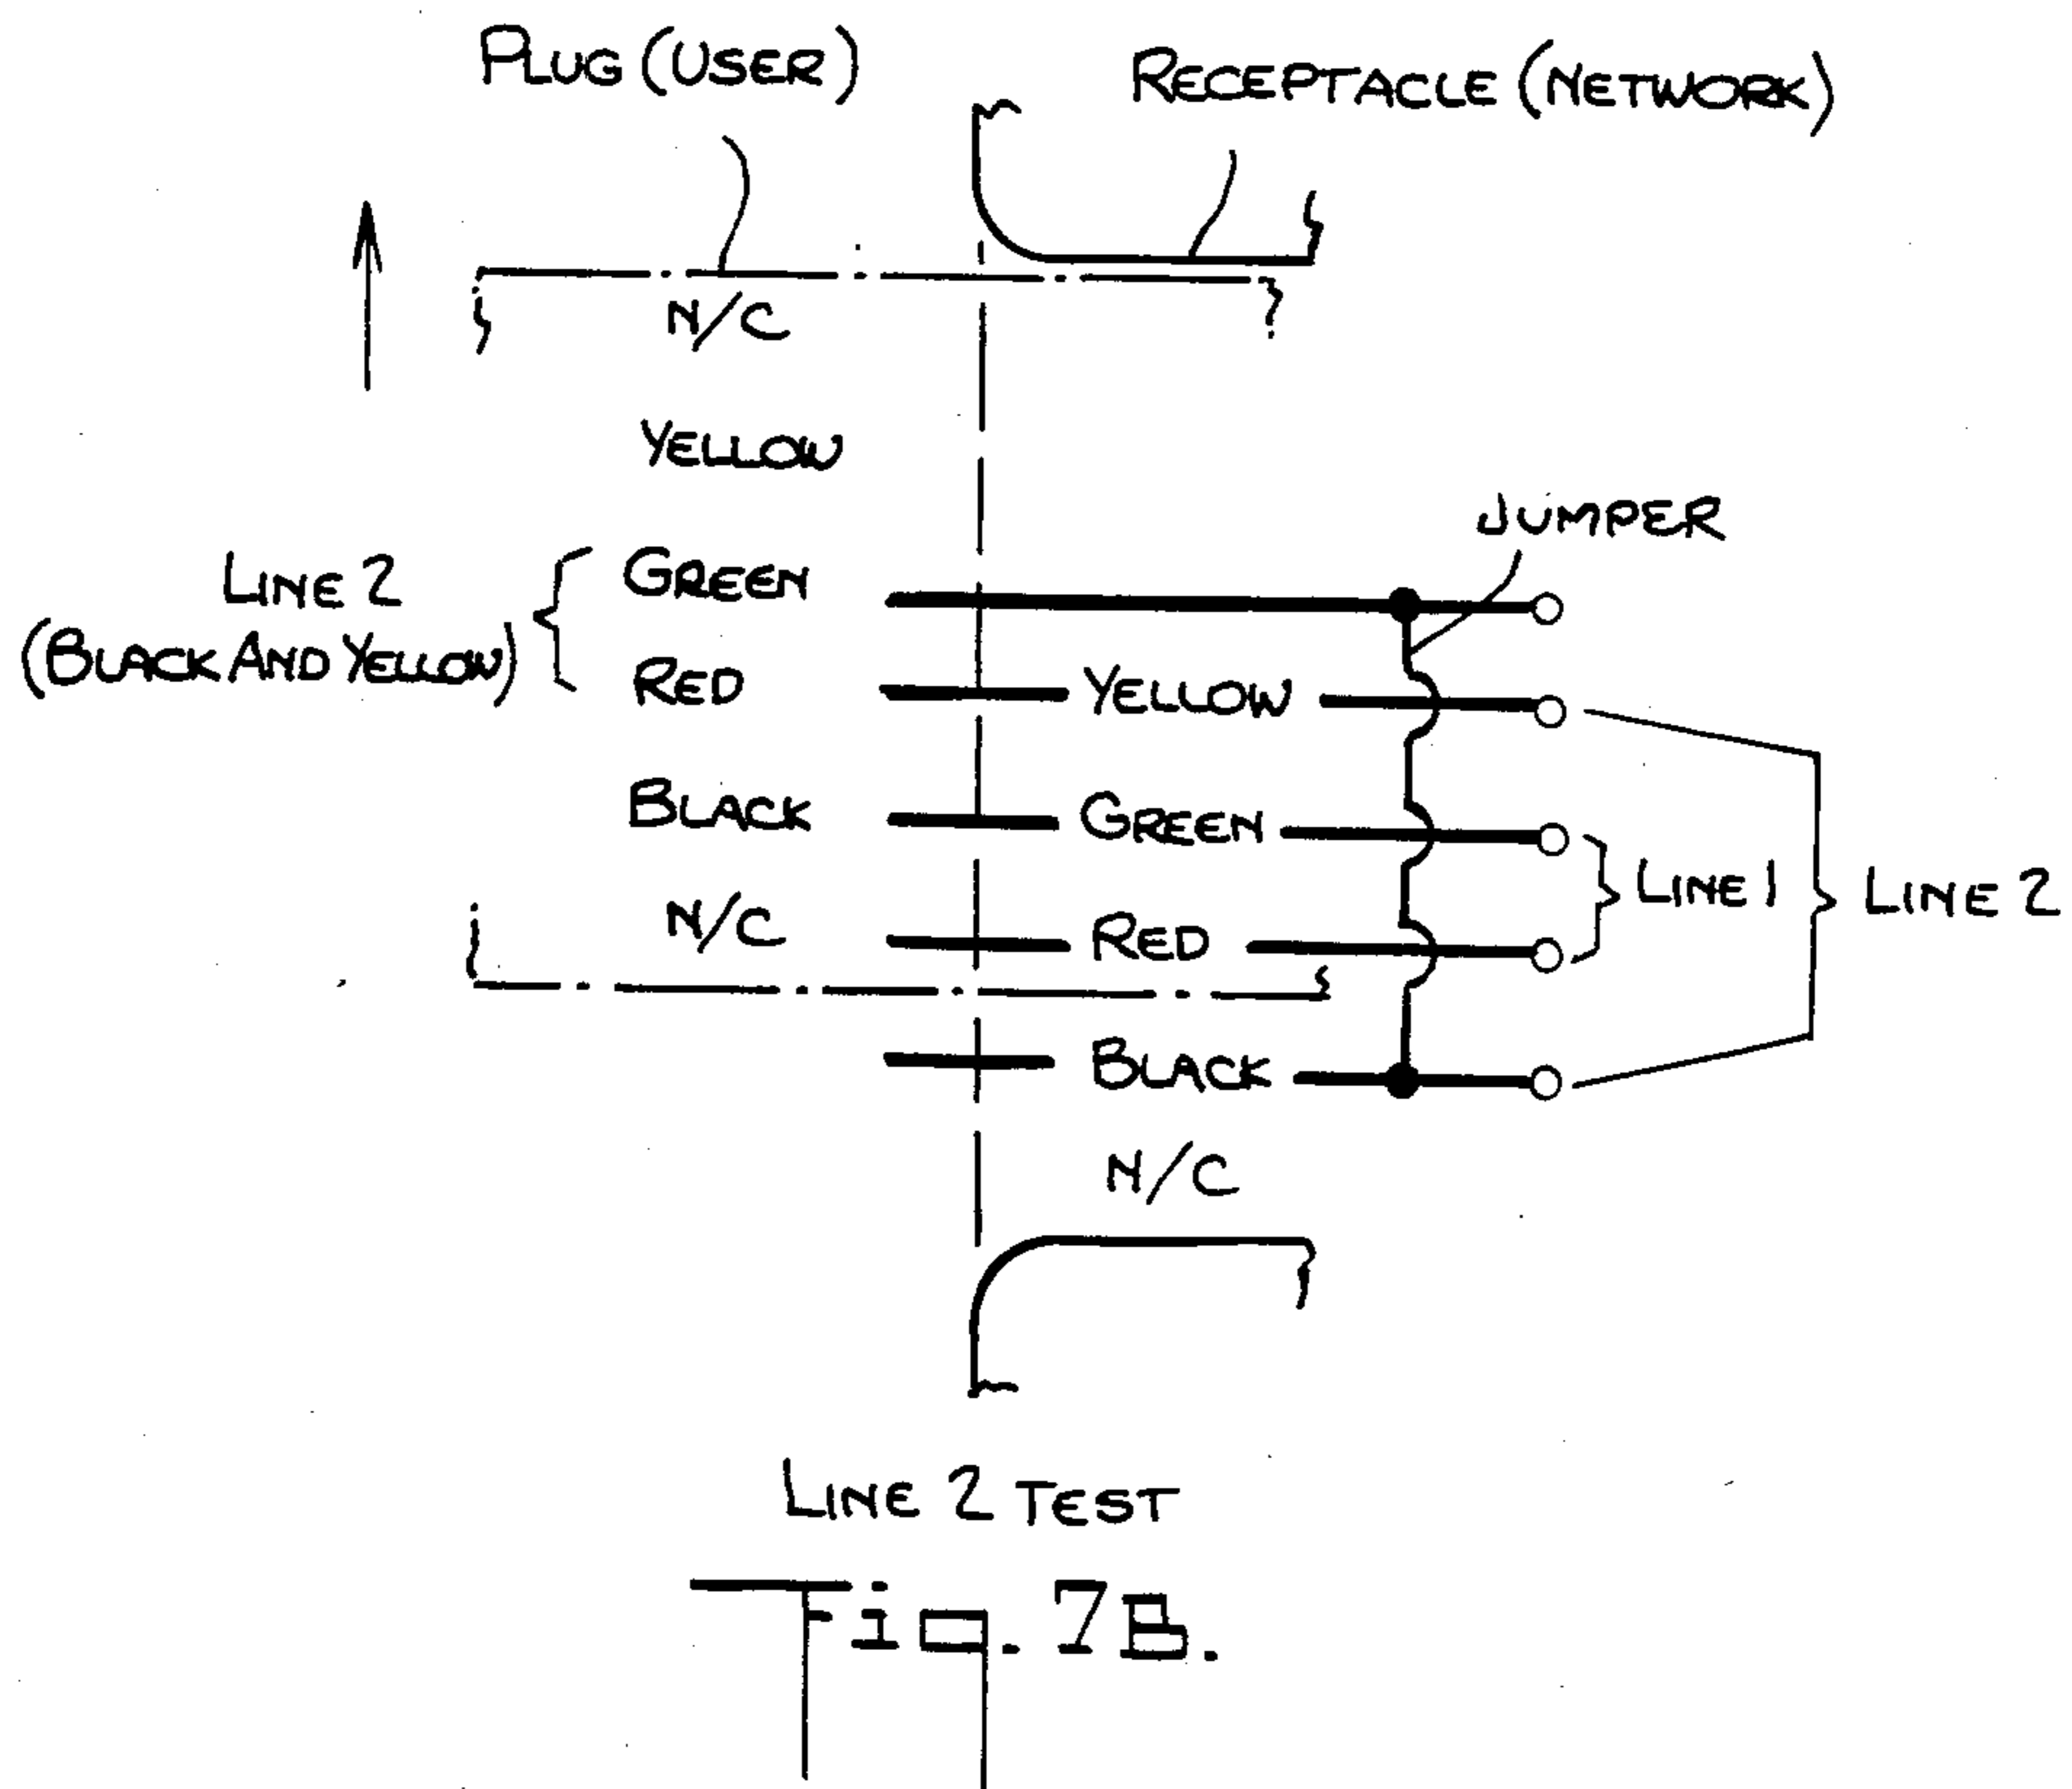 PLUG (USER)
RECEPTACLE (NETWORK)
N/C
YELLOW
JUMPER
LINE 2
(BLACK AND YELLOW)
GREEN
RED
YELLOW
BLACK
GREEN
LINE 1
LINE 2
N/C
RED
BLACK
N/C
LINE 2 TEST
Fig. 7B.